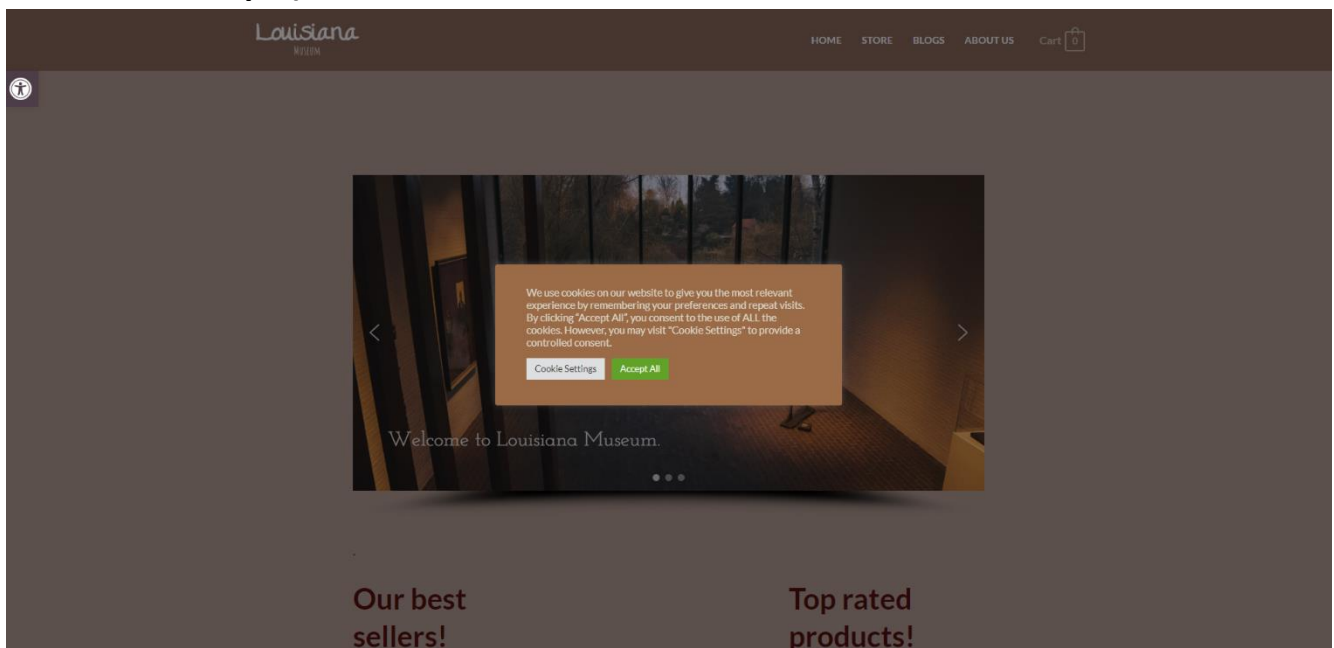 Louisiana
MUSEUM
HOME STORE BLOGS ABOUT US Cart 0
We use cookies on our website to give you the most relevant
experience by remembering your preferences and repeat visits.
By clicking "Accept All", you consent to the use of ALL the
cookies. However, you may visit "Cookie Settings" to provide a
controlled consent.
Cookie Settings Accept All
Welcome to Louisiana Museum.
.
Our best
sellers!
Top rated
products!